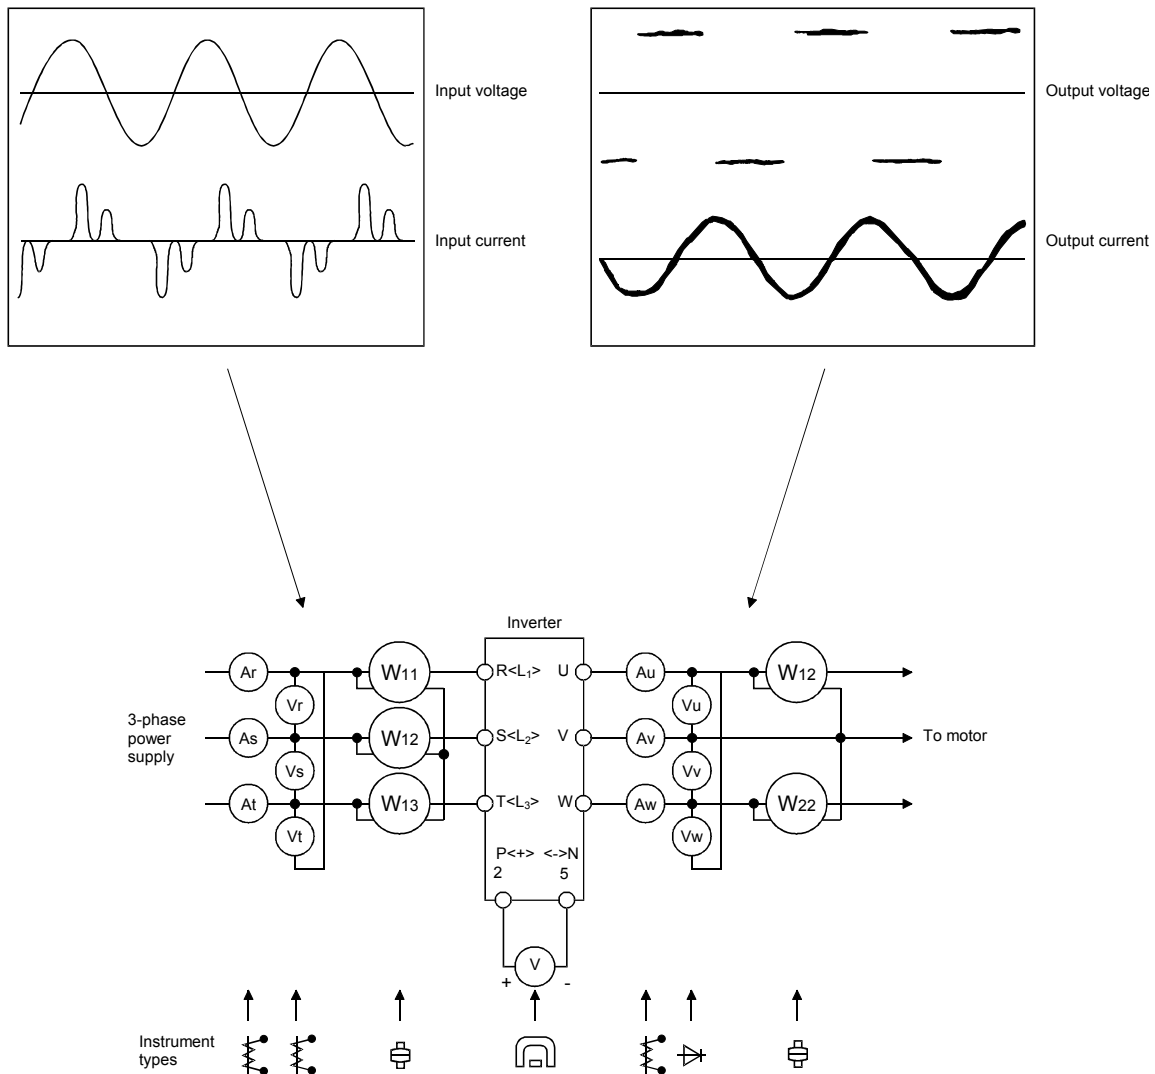 Input voltage
Input current
Output voltage
Output current
Inverter
Ar
W11
R<L1>
U
Au
W12
Vr
Vu
3-phase
power
supply
As
W12
S<L2>
V
Av
To motor
Vs
Vv
At
W13
T<L3>
W
Aw
W22
Vt
Vw
P<+> <->N
2 5
V
+ -
Instrument
types